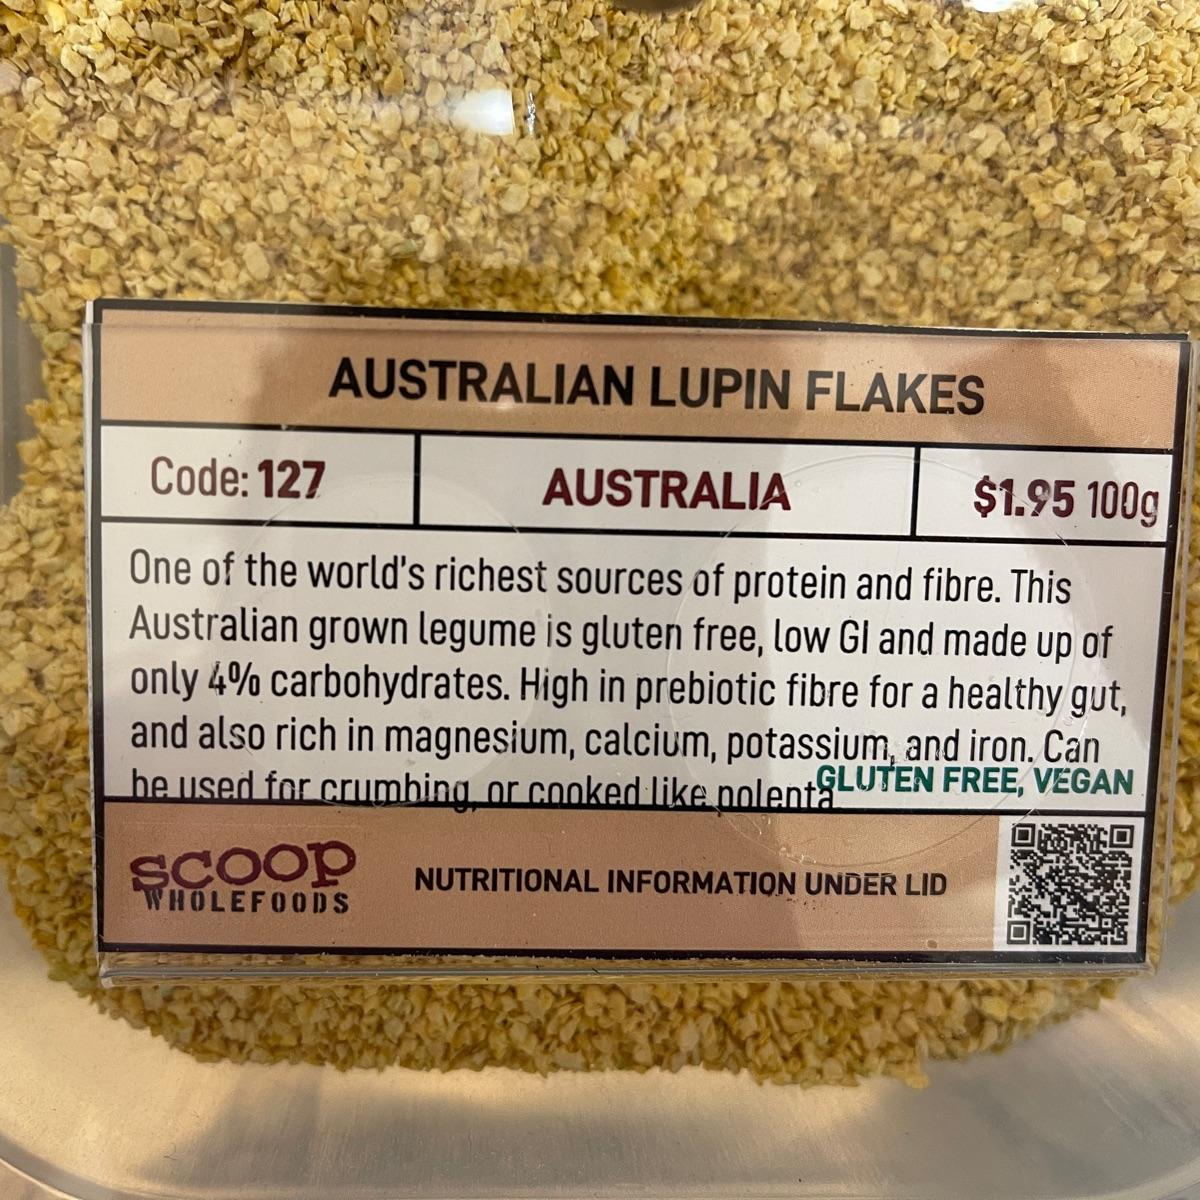 AUSTRALIAN LUPIN FLAKES
Code: 127
AUSTRALIA
$1.95 100g
One of the world's richest sources of protein and fibre. This
Australian grown legume is gluten free, low GI and made up of
only 4% carbohydrates. High in prebiotic fibre for a healthy gut,
and also rich in magnesium, calcium, potassium, and iron. Can
be used for crumbing, or cooked like polenta
GLUTEN FREE, VEGAN
SCOOP
WHOLEFOODS
NUTRITIONAL INFORMATION UNDER LID